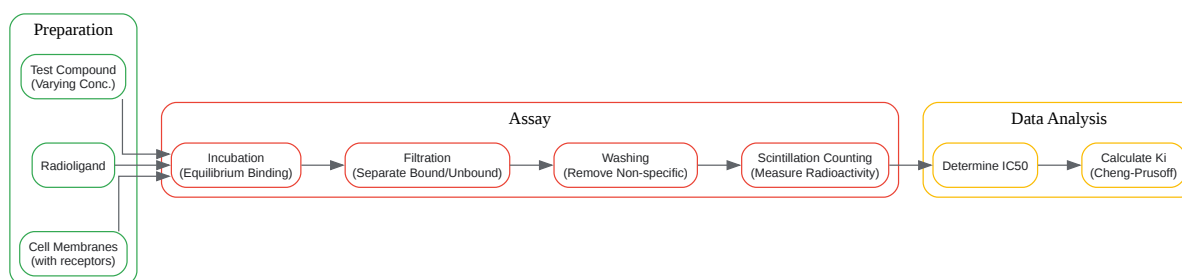 Preparation
Test Compound
(Varying Conc.)
Radioligand
Cell Membranes
(with receptors)
Assay
Incubation
(Equilibrium Binding)
Filtration
(Separate Bound/Unbound)
Washing
(Remove Non-specific)
Scintillation Counting
(Measure Radioactivity)
Data Analysis
Determine IC50
Calculate Ki
(Cheng-Prusoff)